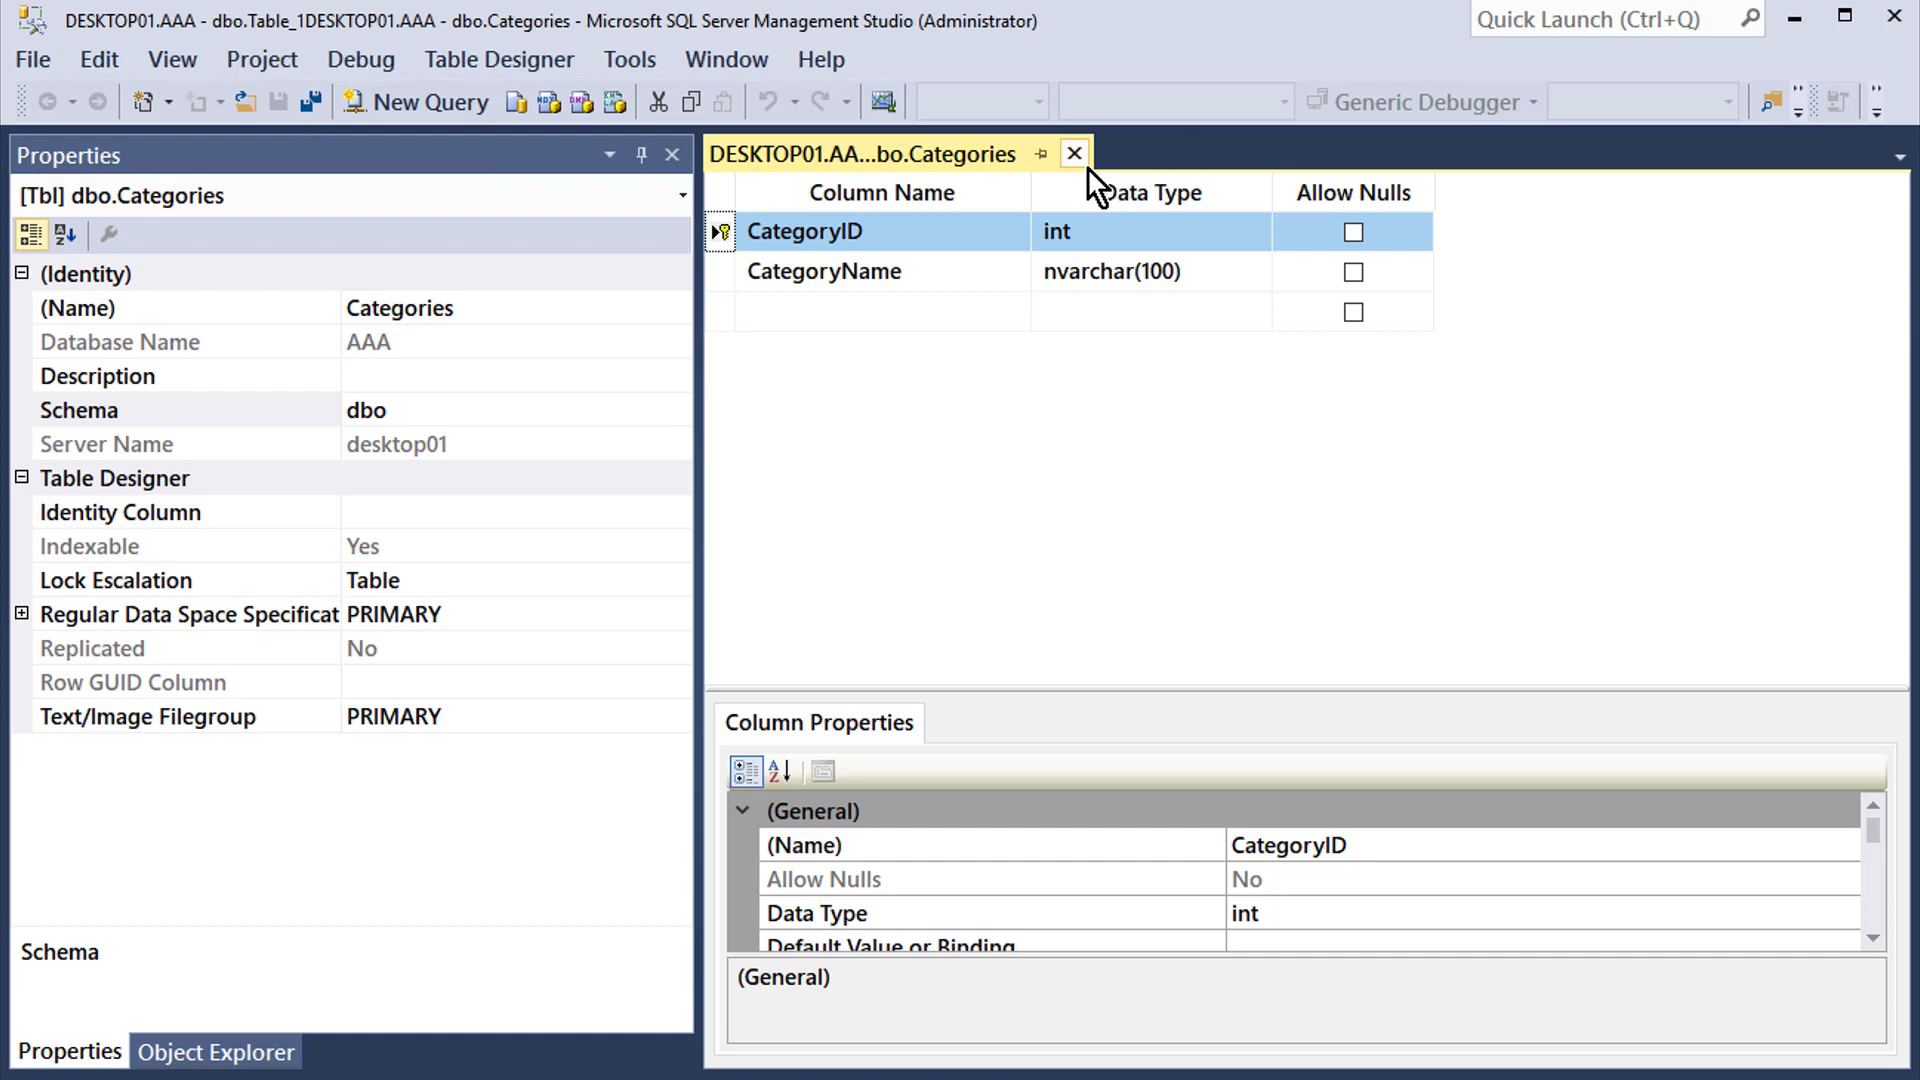 DESKTOP01.AAA - dbo.Table_1DESKTOP01.AAA - dbo.Categories - Microsoft SQL Server Management Studio (Administrator)
Quick Launch (Ctrl+Q)
File Edit View Project Debug Table Designer Tools Window Help
New Query
Generic Debugger
Properties
[Tbl] dbo.Categories
(Identity)
(Name) Categories
Database Name AAA
Description
Schema dbo
Server Name desktop01
Table Designer
Identity Column
Indexable Yes
Lock Escalation Table
Regular Data Space Specificat PRIMARY
Replicated No
Row GUID Column
Text/Image Filegroup PRIMARY
Schema
Properties Object Explorer
DESKTOP01.AA...bo.Categories
Column Name Data Type Allow Nulls
CategoryID int
CategoryName nvarchar(100)
Column Properties
(General)
(Name) CategoryID
Allow Nulls No
Data Type int
Default Value or Binding
(General)